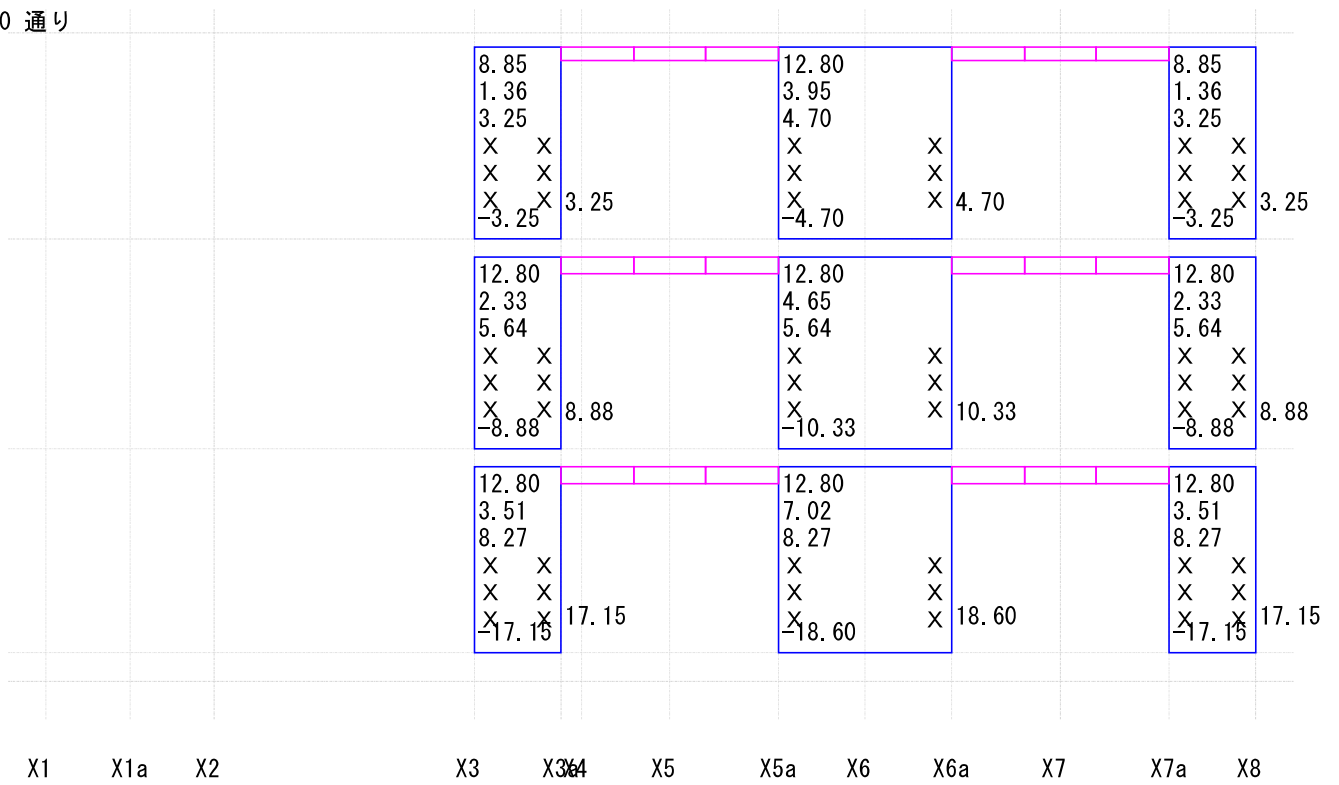 0 通り
8.85 12.80 8.85
1.36 3.95 1.36
3.25 4.70 3.25
X X X X X X
X X X X X X
X X 3.25 X X 4.70 X X 3.25
-3.25 -4.70 -3.25
12.80 12.80 12.80
2.33 4.65 2.33
5.64 5.64 5.64
X X X X X X
X X X X X X
X X 8.88 X X 10.33 X X 8.88
-8.88 -10.33 -8.88
12.80 12.80 12.80
3.51 7.02 3.51
8.27 8.27 8.27
X X X X X X
X X X X X X
X X 17.15 X X 18.60 X X 17.15
-17.15 -18.60 -17.15
X1 X1a X2 X3 X3a X4 X5 X5a X6 X6a X7 X7a X8